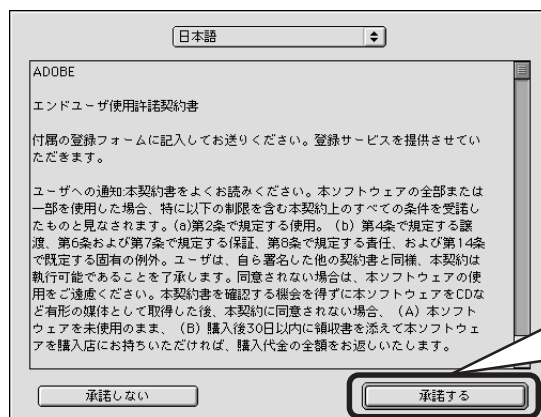 日本語
ADOBE
エンドユーザ使用許諾契約書
付属の登録フォームに記入してお送りください。登録サービスを提供させてい
ただきます。
ユーザへの通知:本契約書をよくお読みください。本ソフトウェアの全部または
一部を使用した場合、特に以下の制限を含む本契約上のすべての条件を受諾し
たものと見なされます。(a)第2条で規定する使用。 (b) 第4条で規定する譲
渡、第6条および第7条で規定する保証、第8条で規定する責任、および第14条
で既定する固有の例外。ユーザは、自ら署名した他の契約書と同様、本契約は
執行可能であることを了承します。同意されない場合は、本ソフトウェアの使
用をご遠慮ください。本契約書を確認する機会を得ずに本ソフトウェアをCDな
ど有形の媒体として取得した後、本契約に同意されない場合、(A) 本ソフト
ウェアを未使用のまま、 (B) 購入後30日以内に領収書を添えて本ソフトウェ
アを購入店にお持ちいただければ、購入代金の全額をお返しいたします。
承諾しない
承諾する